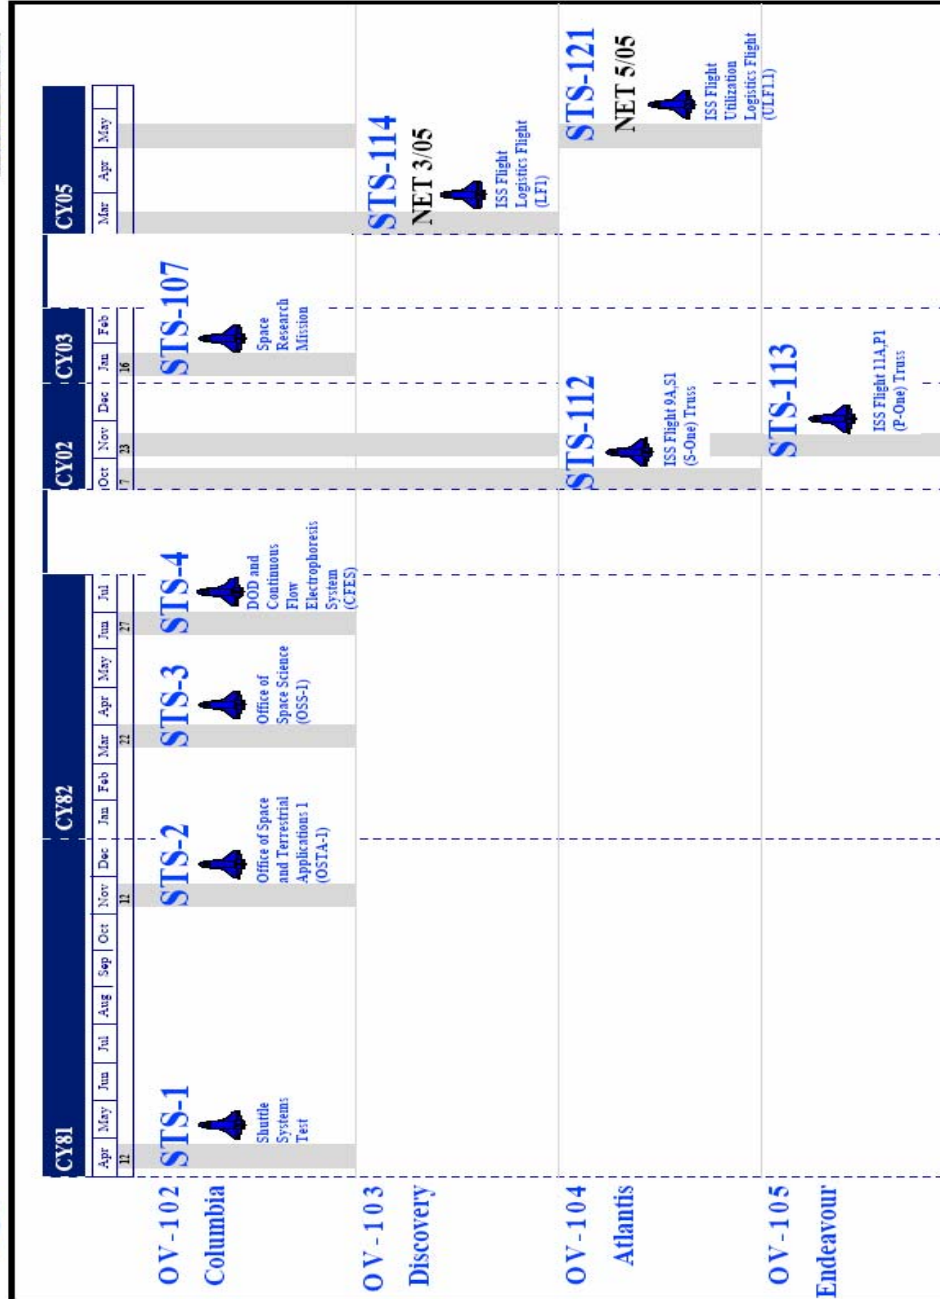 CY81 CY82 CY02 CY03 CY05
Apr May Jun Jul Aug Sep Oct Nov Dec Jan Feb Mar Apr May Jun Jul Oct Nov Dec Jan Feb Mar Apr May
12 12 22 27 7 23 16
OV-102
Columbia
STS-1
Shuttle
Systems
Test
STS-2
Office of Space
and Terrestrial
Applications 1
(OSTA-1)
STS-3
Office of
Space Science
(OSS-1)
STS-4
DOD and
Continuous
Flow
Electrophoresis
System
(CFES)
STS-107
Space
Research
Mission
OV-103
Discovery
STS-114
NET 3/05
ISS Flight
Logistics Flight
(LF1)
OV-104
Atlantis
STS-112
ISS Flight 9A,S1
(S-One) Truss
STS-121
NET 5/05
ISS Flight
Utilization
Logistics Flight
(ULF1.1)
OV-105
Endeavour
STS-113
ISS Flight 11A,P1
(P-One) Truss